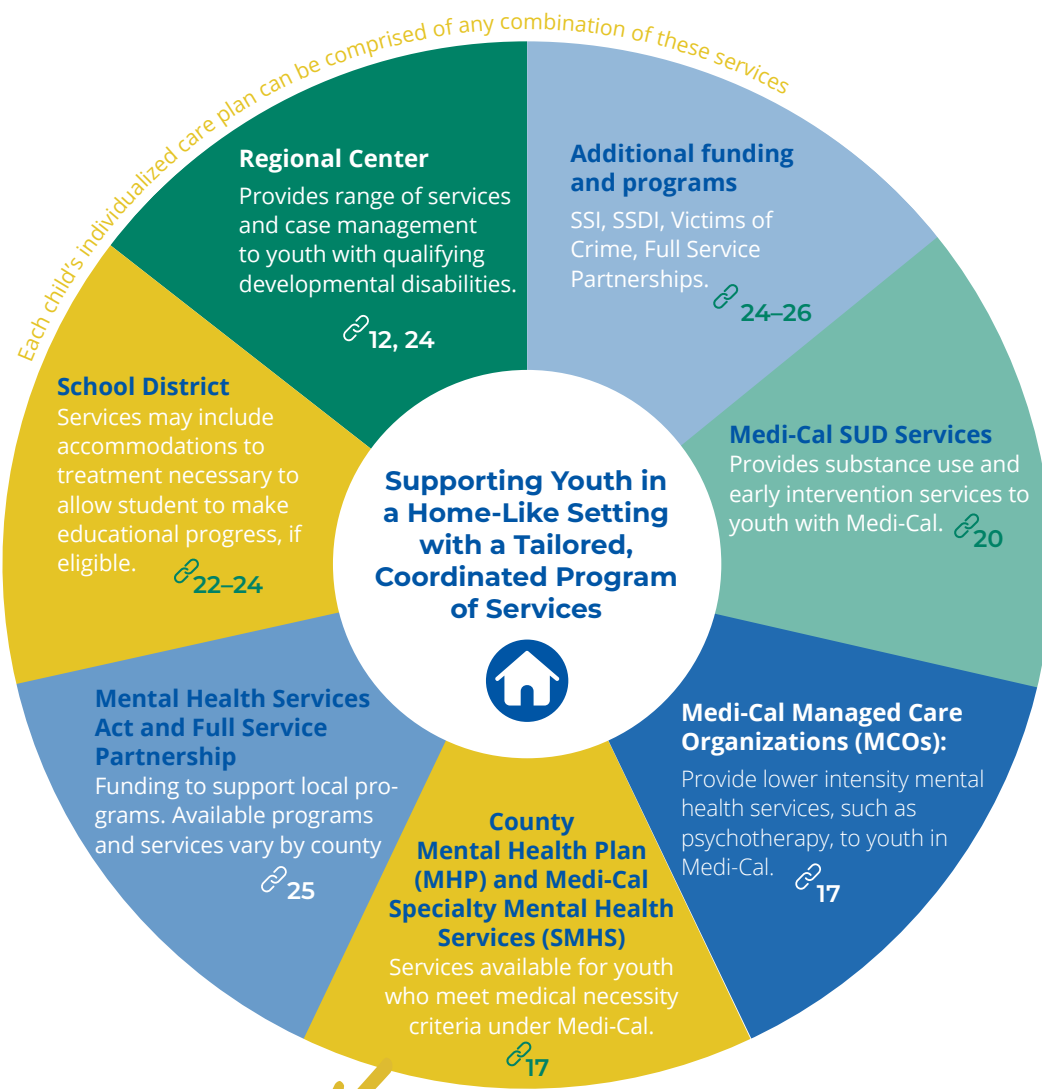 Each child's individualized care plan can be comprised of any combination of these services
Regional Center
Provides range of services
and case management
to youth with qualifying
developmental disabilities.
12, 24
Additional funding
and programs
SSI, SSDI, Victims of
Crime, Full Service
Partnerships.
24–26
School District
Services may include
accommodations to
treatment necessary to
allow student to make
educational progress, if
eligible.
22–24
Supporting Youth in
a Home-Like Setting
with a Tailored,
Coordinated Program
of Services
Medi-Cal SUD Services
Provides substance use and
early intervention services to
youth with Medi-Cal.
20
Mental Health Services
Act and Full Service
Partnership
Funding to support local pro-
grams. Available programs
and services vary by county
25
County
Mental Health Plan
(MHP) and Medi-Cal
Specialty Mental Health
Services (SMHS)
Services available for youth
who meet medical necessity
criteria under Medi-Cal.
17
Medi-Cal Managed Care
Organizations (MCOs):
Provide lower intensity mental
health services, such as
psychotherapy, to youth in
Medi-Cal.
17